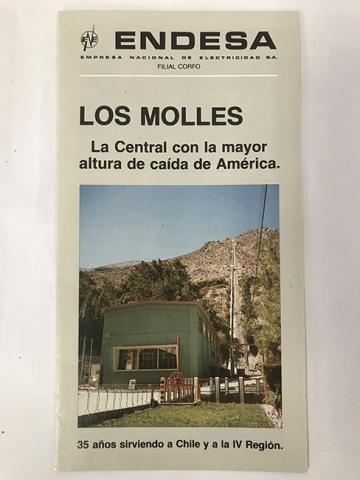 ENDESA
EMPRESA NACIONAL DE ELECTRICIDAD S.A.
FILIAL CORFO
LOS MOLLES
La Central con la mayor
altura de caída de América.
35 años sirviendo a Chile y a la IV Región.